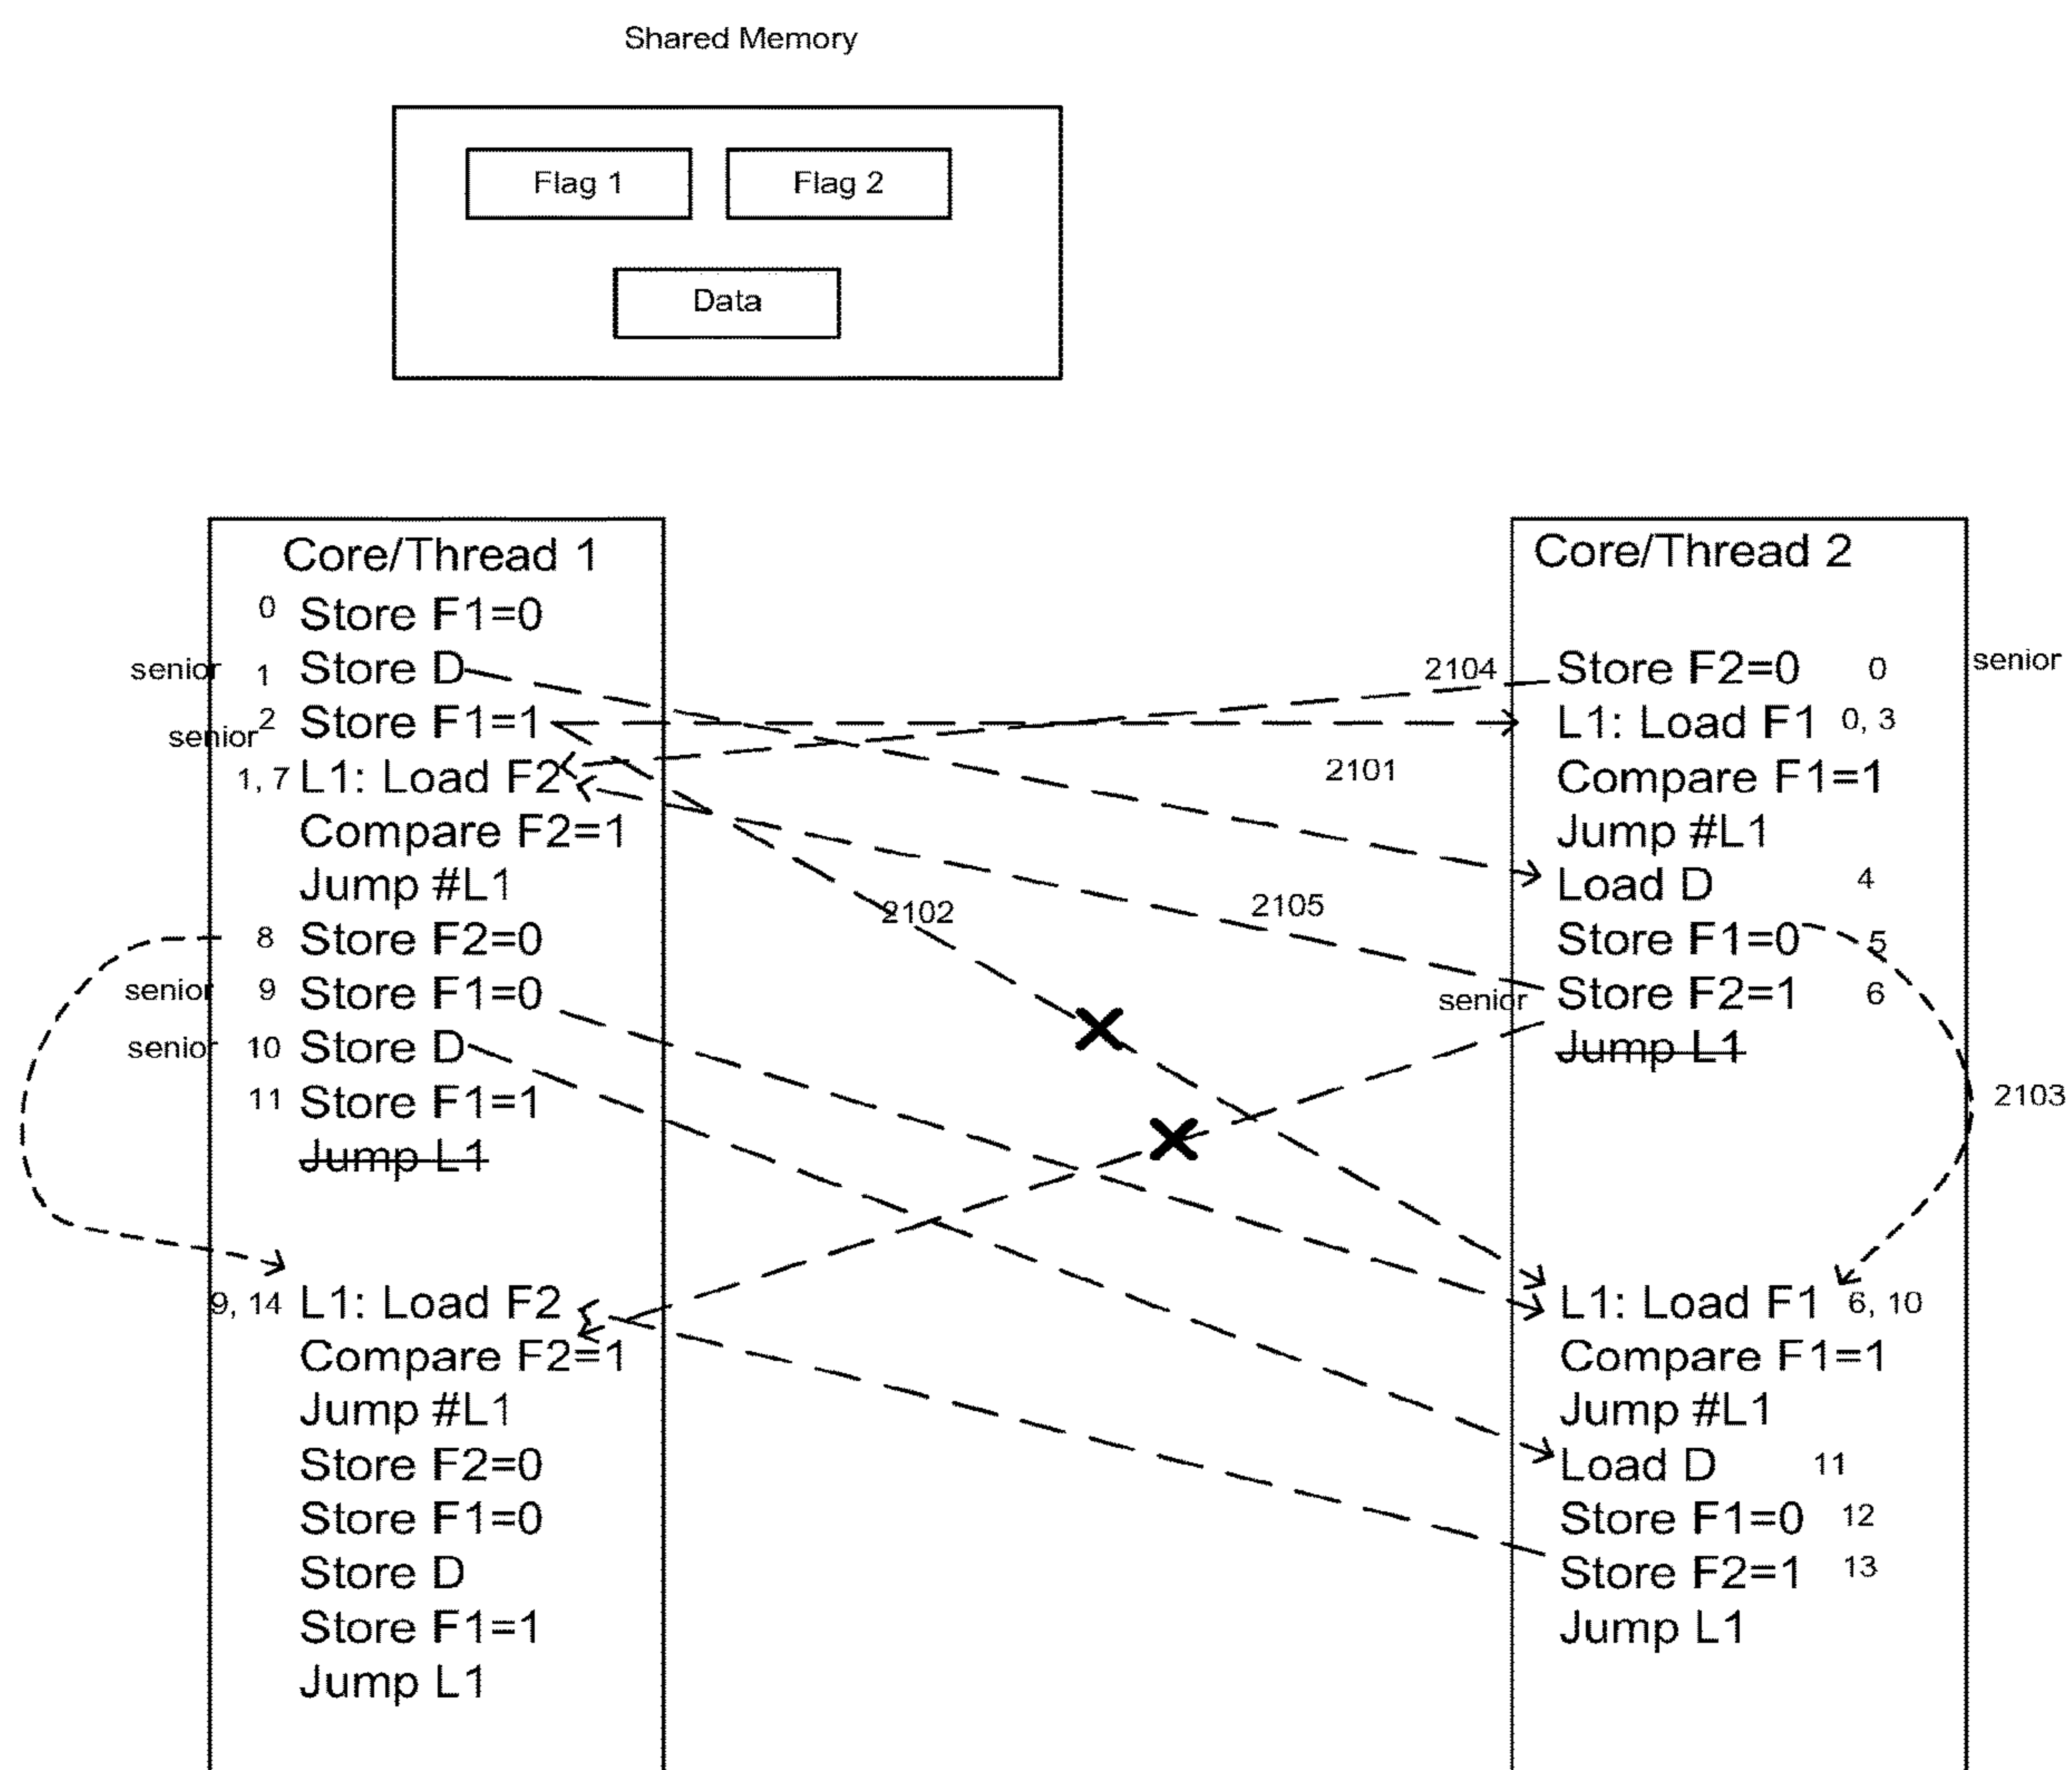 Shared Memory
Flag 1 Flag 2
Data
Core/Thread 1
0 Store F1=0
senior 1 Store D
senior 2 Store F1=1
1, 7 L1: Load F2
Compare F2=1
Jump #L1
8 Store F2=0
senior 9 Store F1=0
senior 10 Store D
11 Store F1=1
Jump L1
9, 14 L1: Load F2
Compare F2=1
Jump #L1
Store F2=0
Store F1=0
Store D
Store F1=1
Jump L1
2104
2101
2102
2105
Core/Thread 2
Store F2=0 0 senior
L1: Load F1 0, 3
Compare F1=1
Jump #L1
Load D 4
Store F1=0 5
senior Store F2=1 6
Jump L1
2103
L1: Load F1 6, 10
Compare F1=1
Jump #L1
Load D 11
Store F1=0 12
Store F2=1 13
Jump L1